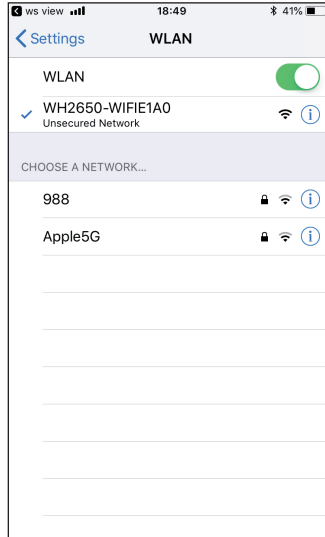 ws view 18:49 41%
Settings WLAN
WLAN
WH2650-WIFIE1A0
Unsecured Network
CHOOSE A NETWORK...
988
Apple5G